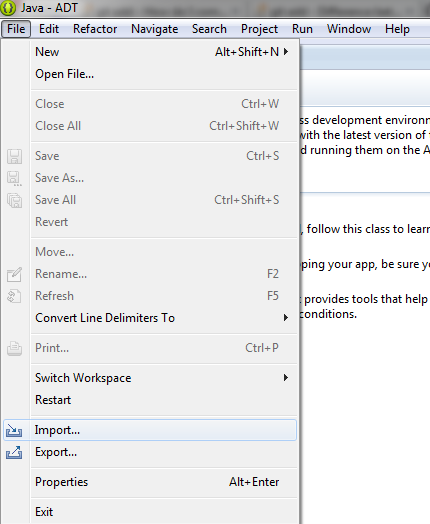 Java - ADT
File Edit Refactor Navigate Search Project Run Window Help
New Alt+Shift+N
Open File...
Close Ctrl+W
Close All Ctrl+Shift+W
Save Ctrl+S
Save As...
Save All Ctrl+Shift+S
Revert
Move...
Rename... F2
Refresh F5
Convert Line Delimiters To
Print... Ctrl+P
Switch Workspace
Restart
Import...
Export...
Properties Alt+Enter
Exit
ss development environm
with the latest version of
d running them on the A
, follow this class to learn
ping your app, be sure yo
provides tools that help
conditions.